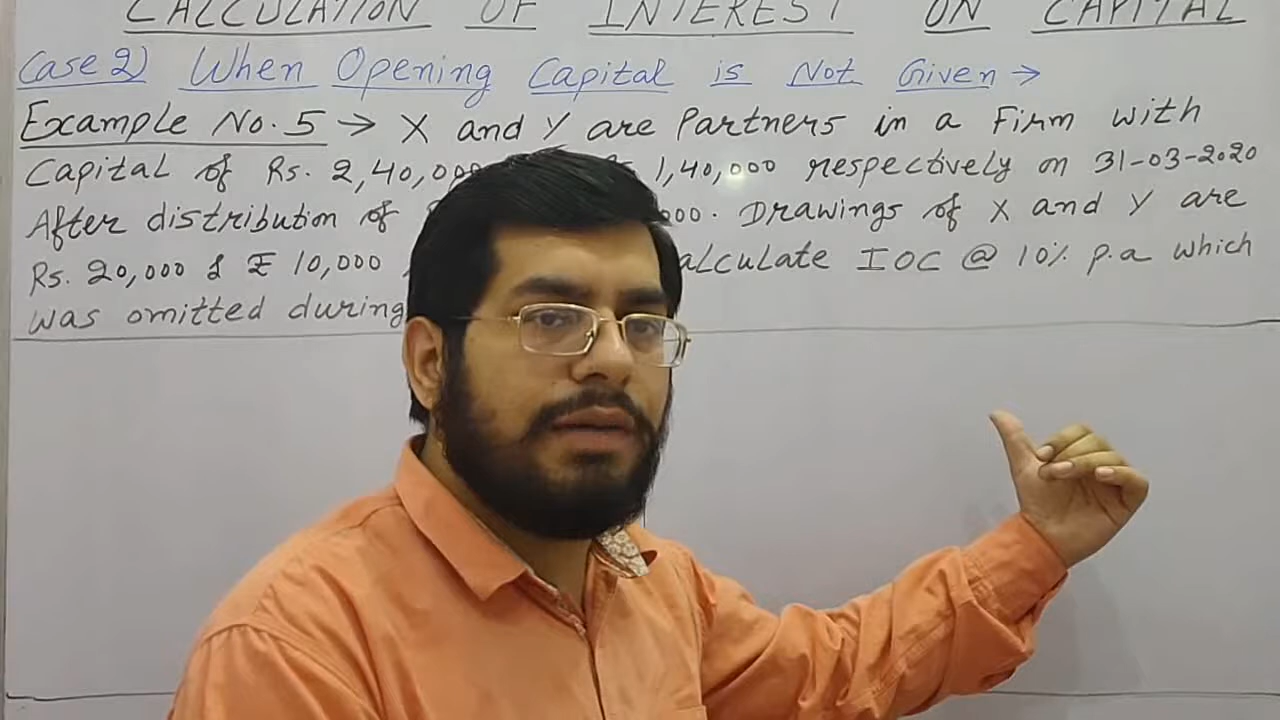 CALCULATION OF INTEREST ON CAPITAL
Case 2) When Opening Capital is Not Given →
Example No. 5 → X and Y are Partners in a Firm with
Capital of Rs. 2,40,000 1,40,000 respectively on 31-03-2020
After distribution of 000. Drawings of X and Y are
Rs. 20,000 & ₹ 10,000 alculate IOC @ 10% p.a which
was omitted during